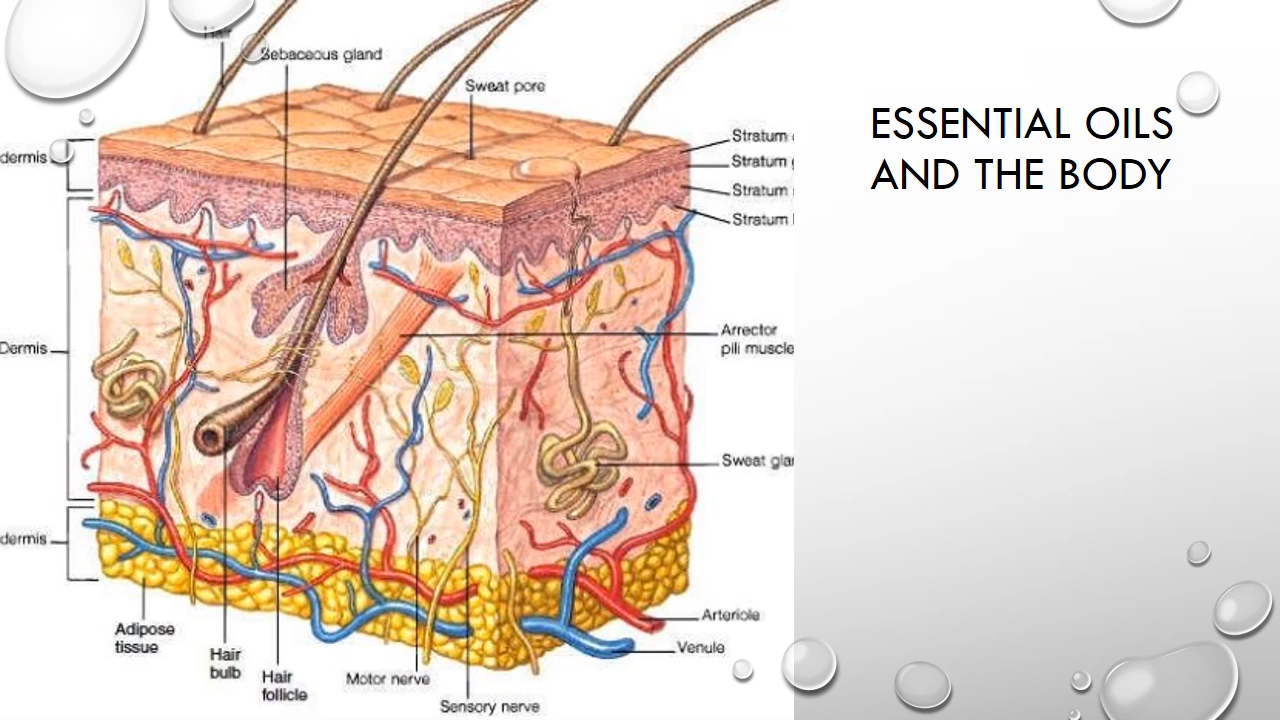 Hair
Sebaceous gland
Sweat pore
ESSENTIAL OILS
AND THE BODY
dermis
Stratum
Stratum g
Stratum s
Stratum l
Dermis
Arrector
pili muscle
Sweat gla
dermis
Adipose
tissue
Hair
bulb
Hair
follicle
Motor nerve
Sensory nerve
Arteriole
Venule